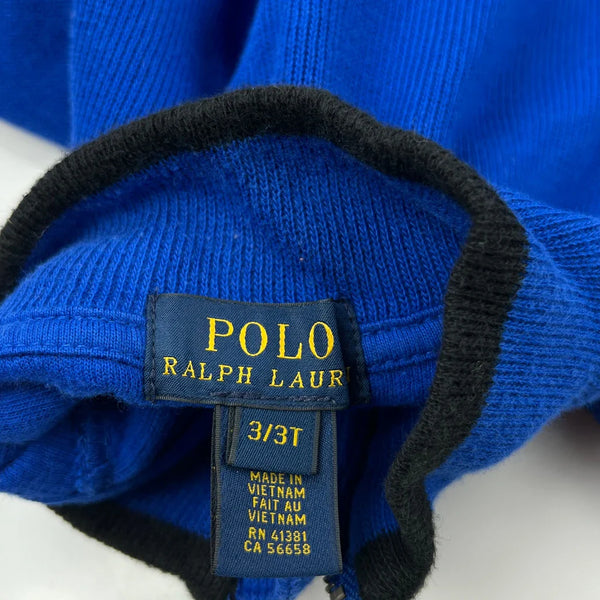 POLO
RALPH LAUR
3/3T
MADE IN
VIETNAM
FAIT AU
VIETNAM
RN 41381
CA 56658